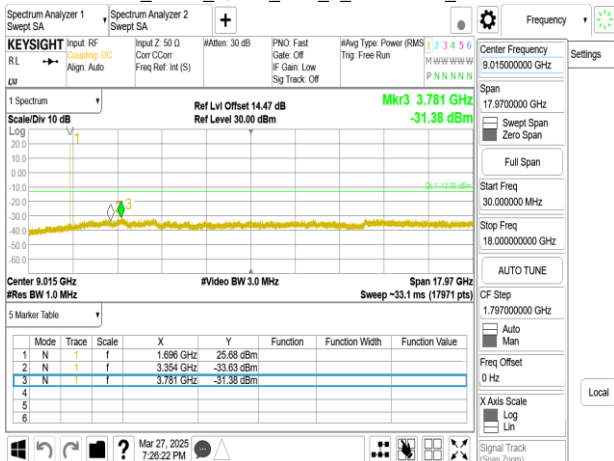 Spectrum Analyzer 1
Swept SA
Spectrum Analyzer 2
Swept SA
+
Frequency
Settings
KEYSIGHT
RL
LXI
Input: RF
Coupling: DC
Align: Auto
Input Z: 50 Ω
Corr CCorr
Freq Ref: Int (S)
#Atten: 30 dB
PNO: Fast
Gate: Off
IF Gain: Low
Sig Track: Off
#Avg Type: Power (RMS
Trig: Free Run
1 2 3 4 5 6
M W W W W W
P N N N N N
1 Spectrum
Scale/Div 10 dB
Ref Lvl Offset 14.47 dB
Ref Level 30.00 dBm
Mkr3 3.781 GHz
-31.38 dBm
Log
20.0
10.0
0.00
-10.0
-20.0
-30.0
-40.0
-50.0
-60.0
1
3
DL1 -13.00 dBm
Center 9.015 GHz
#Res BW 1.0 MHz
#Video BW 3.0 MHz
Span 17.97 GHz
Sweep ~33.1 ms (17971 pts)
5 Marker Table
Mode Trace Scale X Y Function Function Width Function Value
1 N 1 f 1.696 GHz 25.68 dBm
2 N 1 f 3.354 GHz -33.63 dBm
3 N 1 f 3.781 GHz -31.38 dBm
4
5
6
Mar 27, 2025
7:26:22 PM
Center Frequency
9.015000000 GHz
Span
17.9700000 GHz
Swept Span
Zero Span
Full Span
Start Freq
30.000000 MHz
Stop Freq
18.000000000 GHz
AUTO TUNE
CF Step
1.797000000 GHz
Auto
Man
Freq Offset
0 Hz
X Axis Scale
Log
Lin
Signal Track
(Span Zoom)
Local